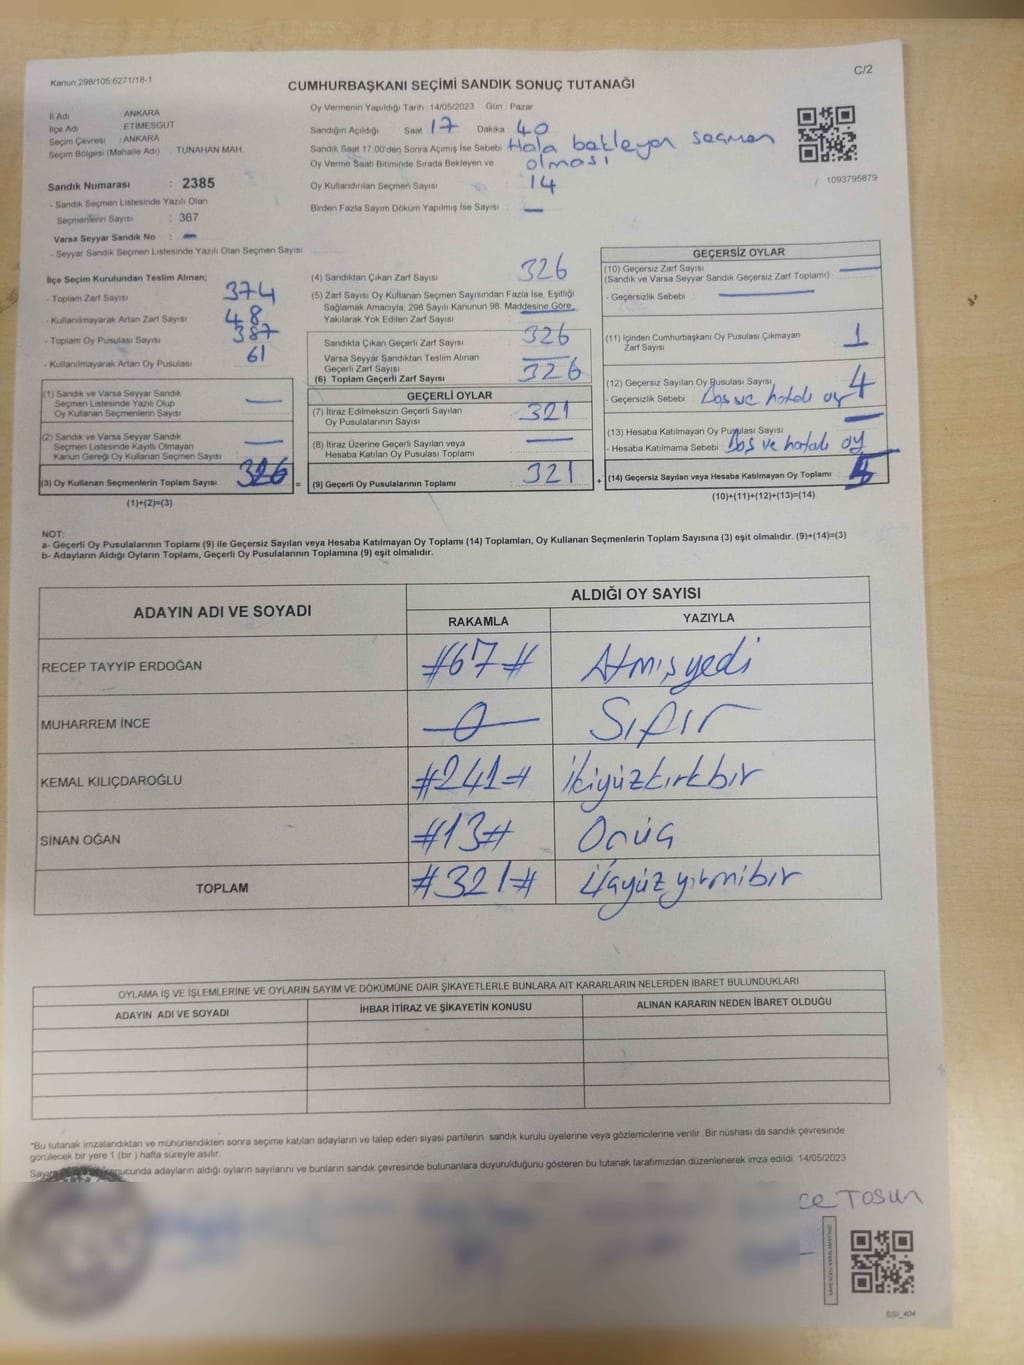 Kanun:298/105;6271/18-1
C/2
CUMHURBAŞKANI SEÇİMİ SANDIK SONUÇ TUTANAĞI
İl Adı ANKARA
İlçe Adı ETİMESGUT
Seçim Çevresi : ANKARA
Seçim Bölgesi (Mahalle Adı) : TUNAHAN MAH.
Sandık Numarası : 2385
- Sandık Seçmen Listesinde Yazılı Olan
Seçmenlerin Sayısı : 367
Varsa Seyyar Sandık No : –
- Seyyar Sandık Seçmen Listesinde Yazılı Olan Seçmen Sayısı
Oy Vermenin Yapıldığı Tarih :14/05/2023 Gün : Pazar
Sandığın Açıldığı Saat 17 Dakika 40
Sandık Saat 17:00'den Sonra Açımış İse Sebebi Hala bekleyen seçmen
Oy Verme Saati Bitiminde Sırada Bekleyen ve olması
Oy Kullandırılan Seçmen Sayısı 14
Birden Fazla Sayım Döküm Yapılmış İse Sayısı : –
1093795879
İlçe Seçim Kurulundan Teslim Alınan;
- Toplam Zarf Sayısı 374
- Kullanılmayarak Artan Zarf Sayısı 48
- Toplam Oy Pusulası Sayısı 387
- Kullanılmayarak Artan Oy Pusulası 61
(1) Sandık ve Varsa Seyyar Sandık
Seçmen Listesinde Yazılı Olup
Oy Kullanan Seçmenlerin Sayısı —
(2) Sandık ve Varsa Seyyar Sandık
Seçmen Listesinde Kayıtlı Olmayan
Kanun Gereği Oy Kullanan Seçmen Sayısı —
(3) Oy Kullanan Seçmenlerin Toplam Sayısı 326 =
(1)+(2)=(3)
(4) Sandıktan Çıkan Zarf Sayısı 326
(5) Zarf Sayısı Oy Kullanan Seçmen Sayısından Fazla İse, Eşitliği
Sağlamak Amacıyla, 298 Sayılı Kanunun 98. Maddesine Göre
Yakılarak Yok Edilen Zarf Sayısı —
Sandıkta Çıkan Geçerli Zarf Sayısı 326
Varsa Seyyar Sandıktan Teslim Alınan
Geçerli Zarf Sayısı —
(6) Toplam Geçerli Zarf Sayısı 326
GEÇERLİ OYLAR
(7) İtiraz Edilmeksizin Geçerli Sayılan
Oy Pusulasının Sayısı 321
(8) İtiraz Üzerine Geçerli Sayılan veya
Hesaba Katılan Oy Pusulası Toplamı —
(9) Geçerli Oy Pusulalarının Toplamı 321 +
GEÇERSİZ OYLAR
(10) Geçersiz Zarf Sayısı —
(Sandık ve Varsa Seyyar Sandık Geçersiz Zarf Toplamı)
- Geçersizlik Sebebi : —
(11) İçinden Cumhurbaşkanı Oy Pusulası Çıkmayan
Zarf Sayısı 1
(12) Geçersiz Sayılan Oy Pusulası Sayısı 4
- Geçersizlik Sebebi Boş ve hatalı oy
(13) Hesaba Katılmayan Oy Pusulası Sayısı
- Hesaba Katılmama Sebebi Boş ve hatalı oy
(14) Geçersiz Sayılan veya Hesaba Katılmayan Oy Toplamı 5
(10)+(11)+(12)+(13)=(14)
NOT:
a- Geçerli Oy Pusulalarının Toplamı (9) ile Geçersiz Sayılan veya Hesaba Katılmayan Oy Toplamı (14) Toplamları, Oy Kullanan Seçmenlerin Toplam Sayısına (3) eşit olmalıdır. (9)+(14)=(3)
b- Adayların Aldığı Oyların Toplamı, Geçerli Oy Pusulalarının Toplamına (9) eşit olmalıdır.
ADAYIN ADI VE SOYADI ALDIĞI OY SAYISI
RAKAMLA YAZIYLA
RECEP TAYYİP ERDOĞAN #67# Atmışyedi
MUHARREM İNCE 0 Sıfır
KEMAL KILIÇDAROĞLU #241# İkiyüzkırkbir
SİNAN OĞAN #13# Onüç
TOPLAM #321# Üçyüzyirmibir
OYLAMA İŞ VE İŞLEMLERİNE VE OYLARIN SAYIM VE DÖKÜMÜNE DAİR ŞİKAYETLERLE BUNLARA AİT KARARLARIN NELERDEN İBARET BULUNDUKLARI
ADAYIN ADI VE SOYADI İHBAR İTİRAZ VE ŞİKAYETİN KONUSU ALINAN KARARIN NEDEN İBARET OLDUĞU
*Bu tutanak imzalandıktan ve mühürlendikten sonra seçime katılan adayların ve talep eden siyasi partilerin sandık kurulu üyelerine veya gözlemcilerine verilir. Bir nüshası da sandık çevresinde
görülecek bir yere 1 (bir ) hafta süreyle asılır.
Sayım sonucunda adayların aldığı oyların sayılarını ve bunların sandık çevresinde bulunanlara duyurulduğunu gösteren bu tutanak tarafımızdan düzenlenerek imza edildi. 14/05/2023
ce Tosun